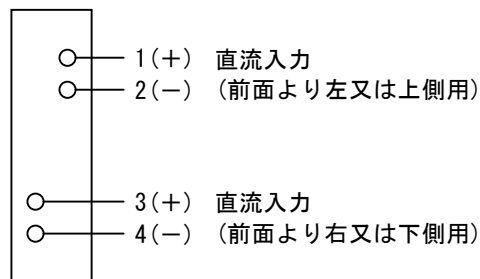 1(+) 直流入力
2(−) (前面より左又は上側用)
3(+) 直流入力
4(−) (前面より右又は下側用)